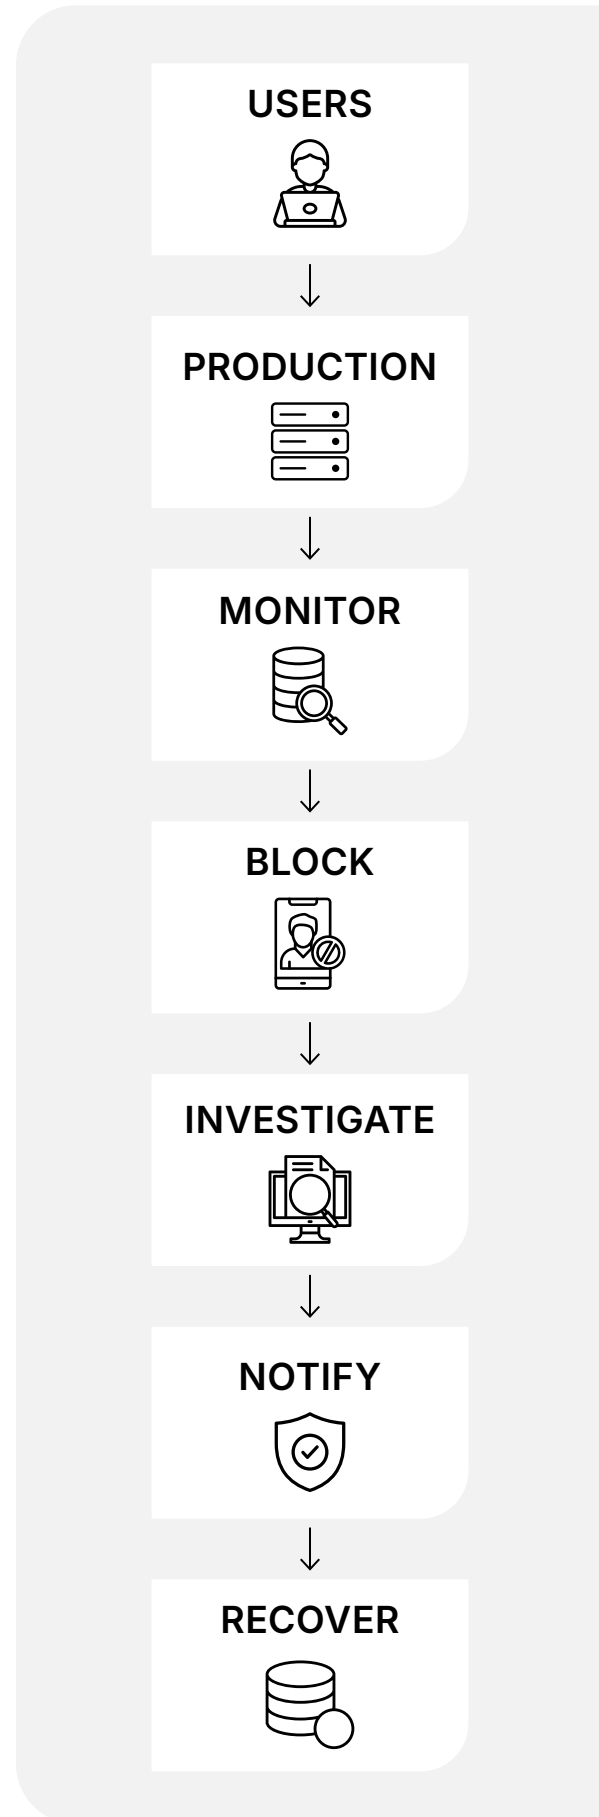 USERS
PRODUCTION
MONITOR
BLOCK
INVESTIGATE
NOTIFY
RECOVER